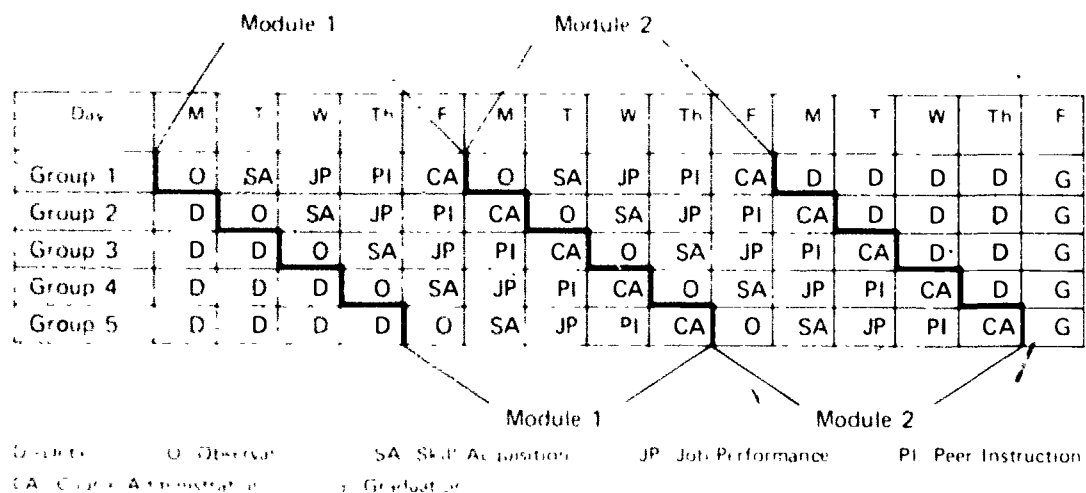 Module 1 Module 2
Day M T W Th F M T W Th F M T W Th F
Group 1 O SA JP PI CA O SA JP PI CA D D D D G
Group 2 D O SA JP PI CA O SA JP PI CA D D D G
Group 3 D D O SA JP PI CA O SA JP PI CA D D G
Group 4 D D D O SA JP PI CA O SA JP PI CA D G
Group 5 D D D D O SA JP PI CA O SA JP PI CA G
Module 1 Module 2
O SA Skill Acquisition JP Job Performance PI Peer Instruction
CA